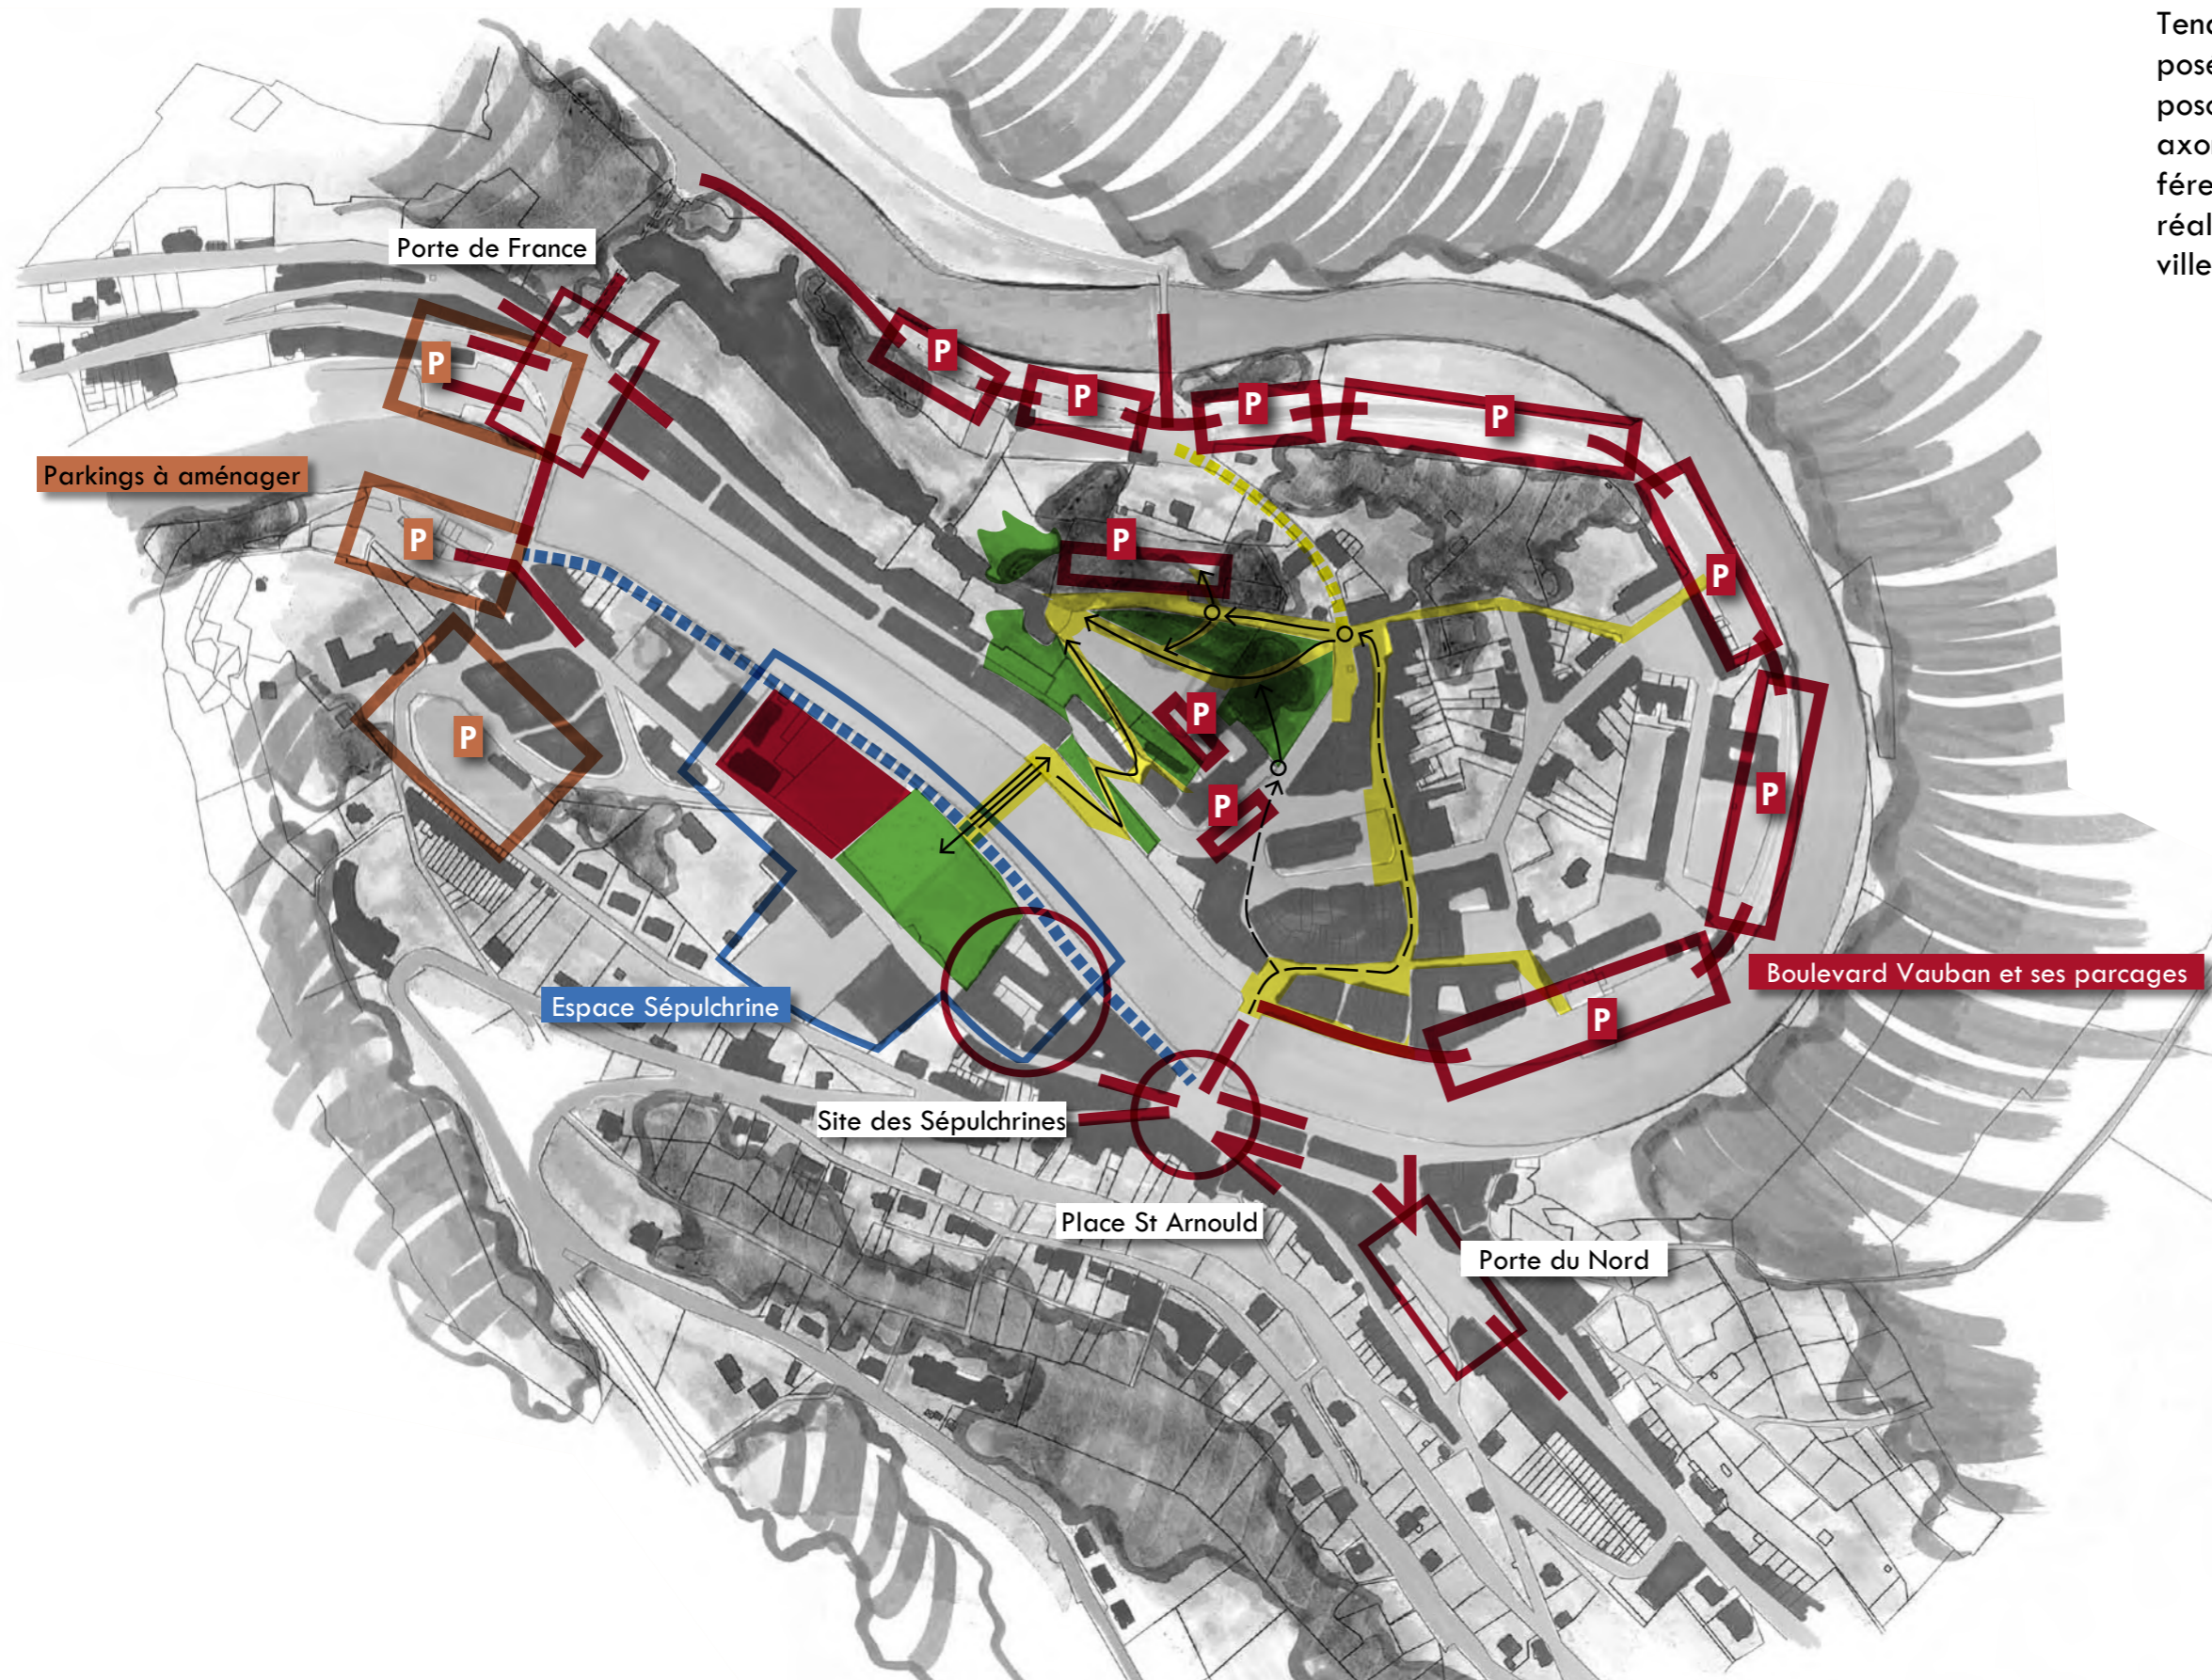 Porte de France
P
P
P
P
P
Parkings à aménager
P
P
P
P
P
P
P
P
Boulevard Vauban et ses parcages
Espace Sépulchrine
P
Site des Sépulchrines
Place St Arnould
Porte du Nord